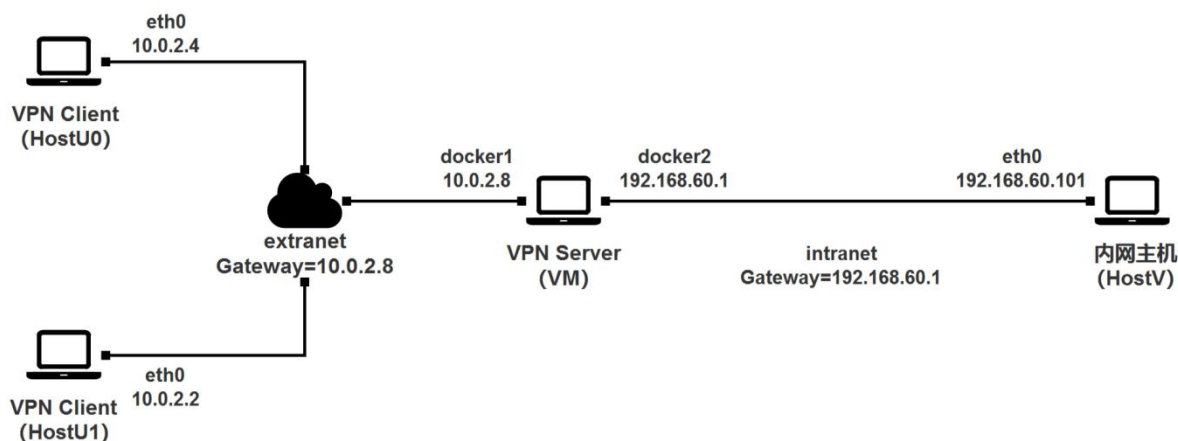 eth0
10.0.2.4
VPN Client
（HostU0）
docker1
10.0.2.8
docker2
192.168.60.1
eth0
192.168.60.101
extranet
Gateway=10.0.2.8
VPN Server
（VM）
intranet
Gateway=192.168.60.1
内网主机
（HostV）
eth0
10.0.2.2
VPN Client
（HostU1）